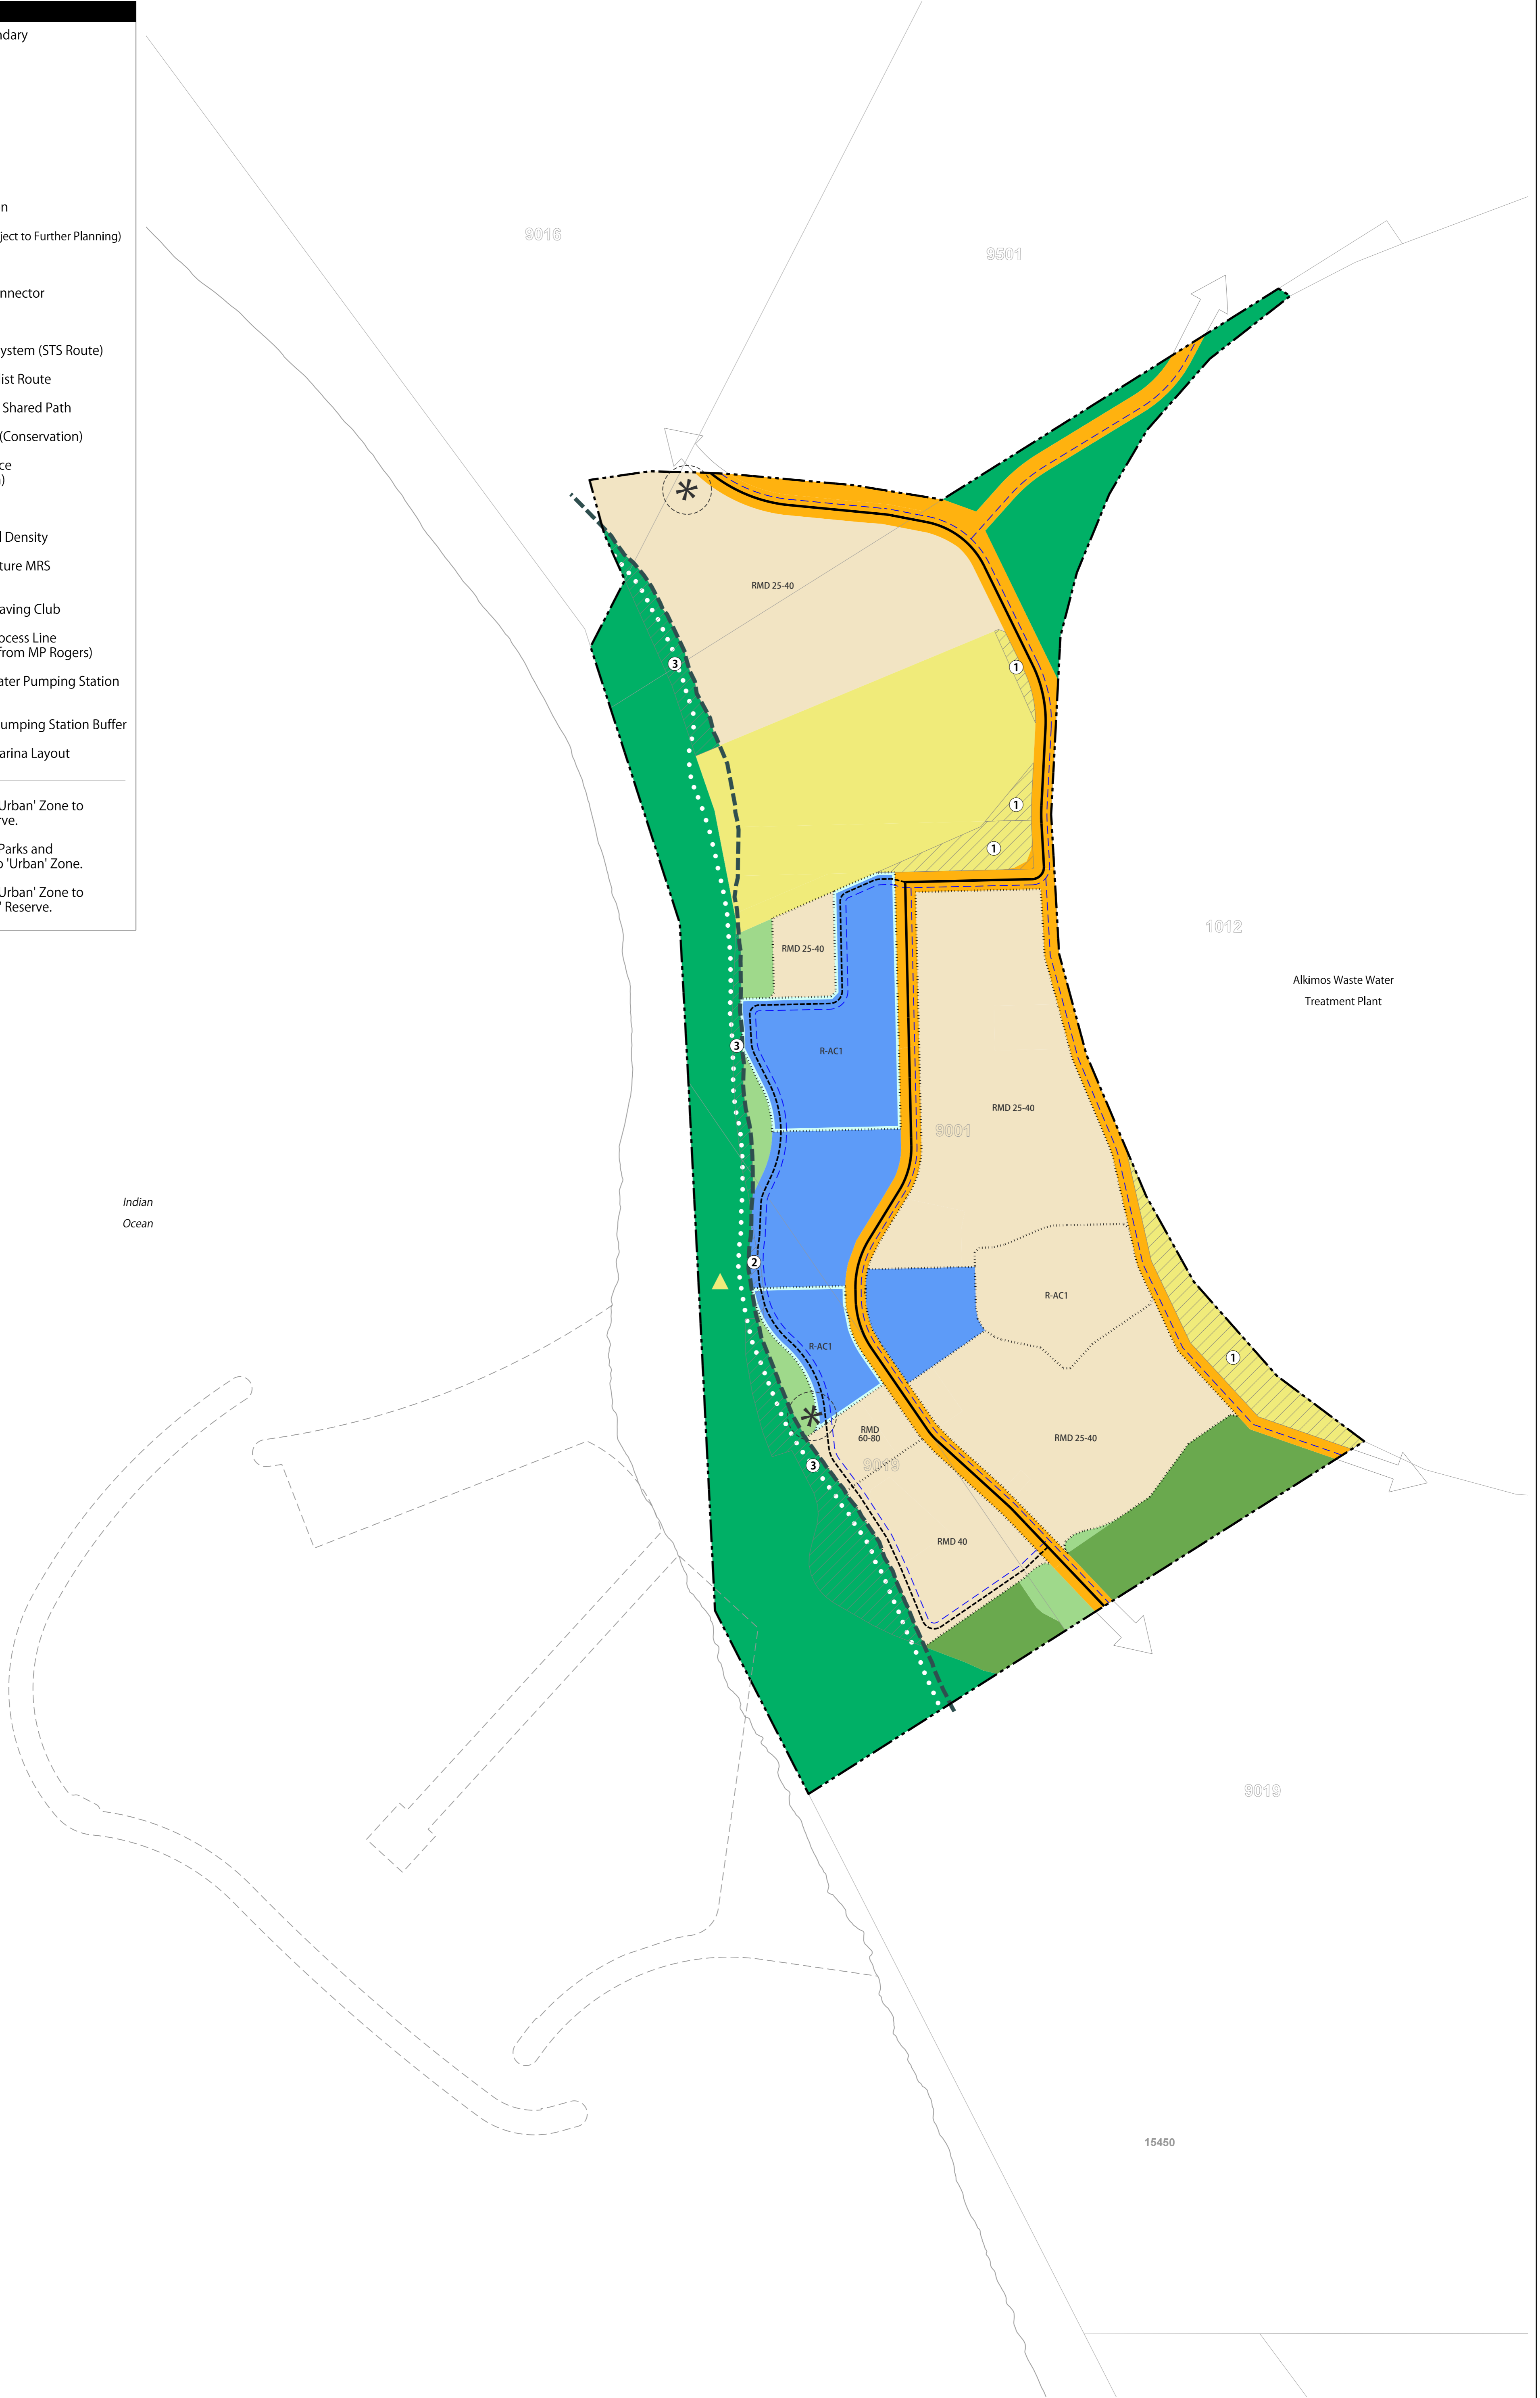 ndary
n
ject to Further Planning)
nnector
ystem (STS Route)
list Route
Shared Path
(Conservation)
ce
)
l Density
ture MRS
aving Club
ocess Line
from MP Rogers)
ater Pumping Station
umping Station Buffer
arina Layout
Urban' Zone to
rve.
Parks and
o 'Urban' Zone.
Urban' Zone to
' Reserve.
9016
9501
*
RMD 25-40
3
1
1
1
1012
RMD 25-40
Alkimos Waste Water
Treatment Plant
3
R-AC1
RMD 25-40
9001
Indian
Ocean
2
R-AC1
R-AC1
1
*
RMD
60-80
RMD 25-40
3
9019
RMD 40
9019
15450